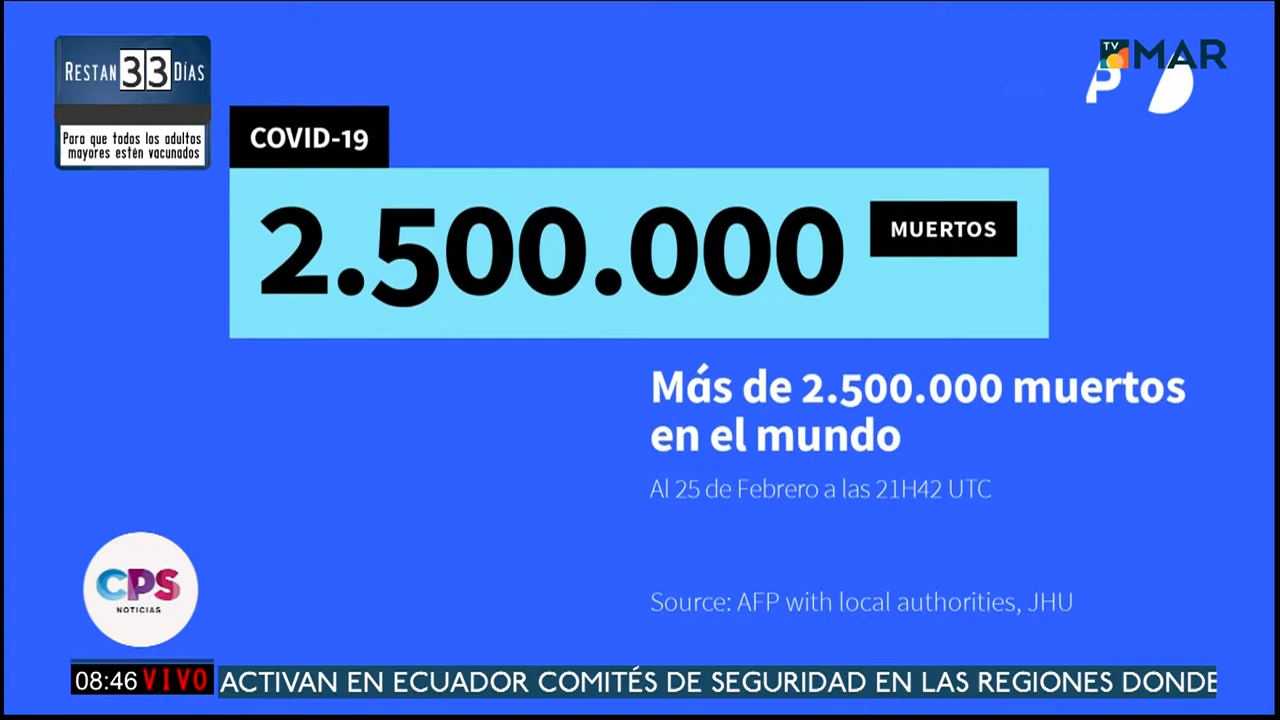 RESTAN 33 DÍAS
Para que todos los adultos
mayores estén vacunados
TV MAR
COVID-19
2.500.000
MUERTOS
Más de 2.500.000 muertos
en el mundo
Al 25 de Febrero a las 21H42 UTC
Source: AFP with local authorities, JHU
CPS
NOTICIAS
08:46 VIVO ACTIVAN EN ECUADOR COMITÉS DE SEGURIDAD EN LAS REGIONES DONDE